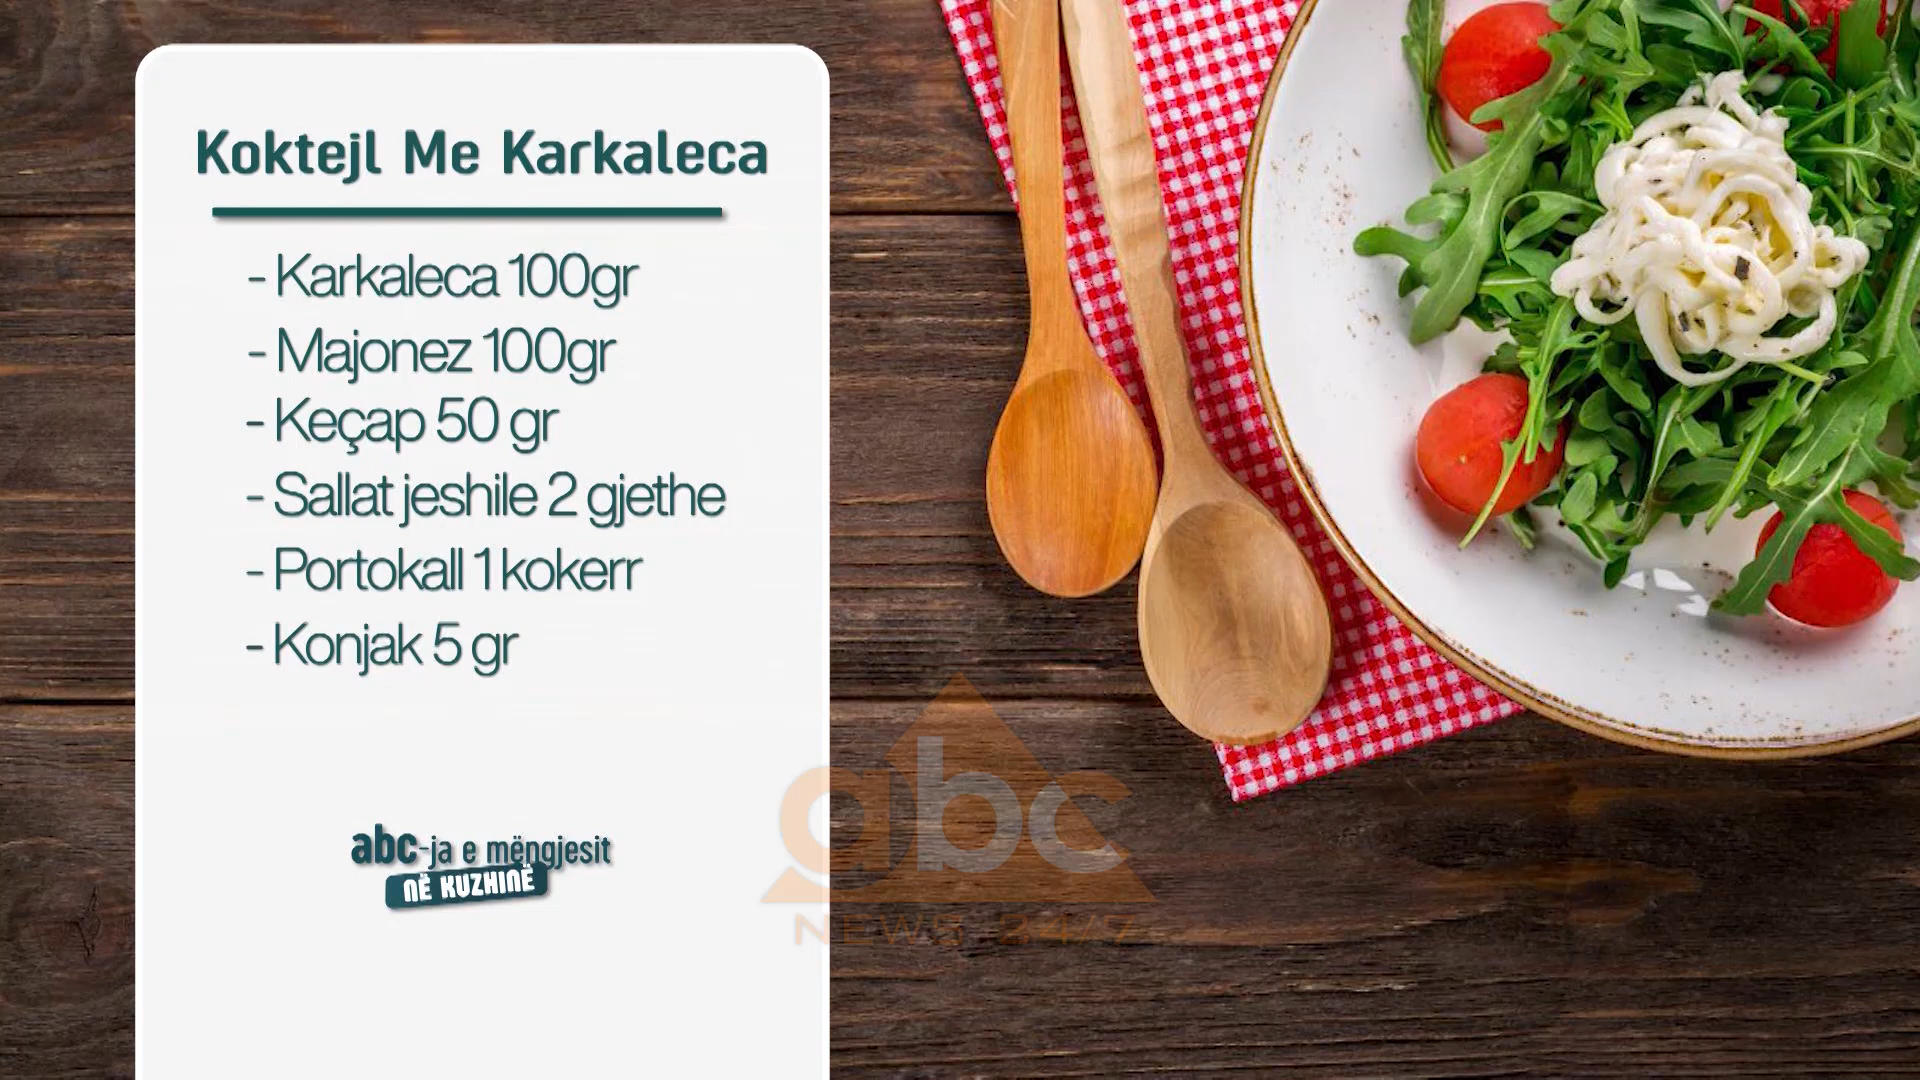 Koktejl Me Karkaleca
- Karkaleca 100gr
- Majonez 100gr
- Keçap 50 gr
- Sallat jeshile 2 gjethe
- Portokall 1 kokerr
- Konjak 5 gr
abc-ja e mëngjesit
NË KUZHINË
abc
NEWS 24/7